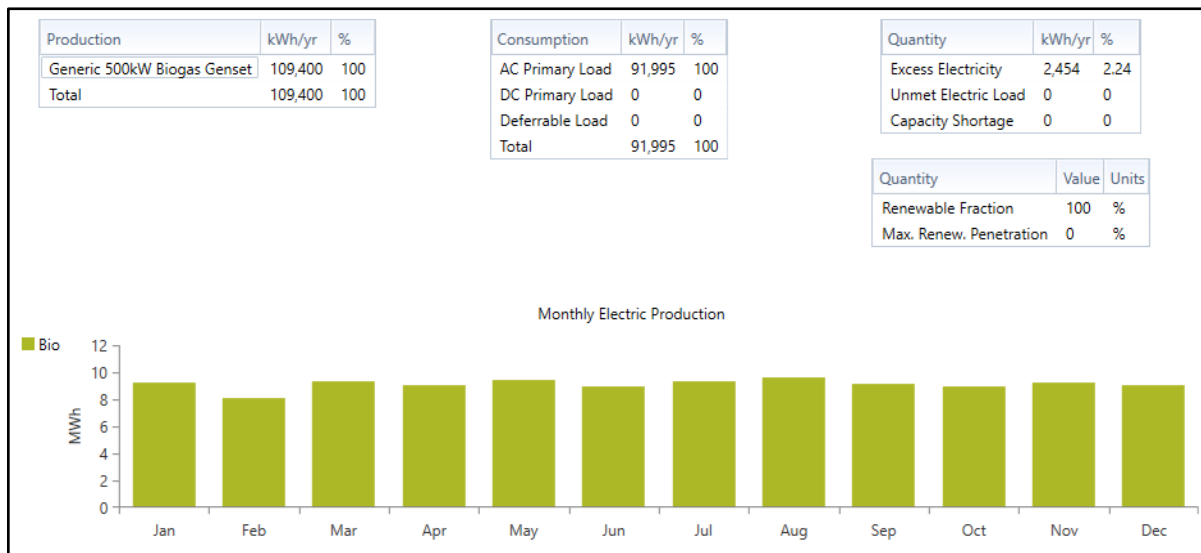 Production kWh/yr %
Generic 500kW Biogas Genset 109,400 100
Total 109,400 100
Consumption kWh/yr %
AC Primary Load 91,995 100
DC Primary Load 0 0
Deferrable Load 0 0
Total 91,995 100
Quantity kWh/yr %
Excess Electricity 2,454 2.24
Unmet Electric Load 0 0
Capacity Shortage 0 0
Quantity Value Units
Renewable Fraction 100 %
Max. Renew. Penetration 0 %
Monthly Electric Production
Bio
MWh
12
10
8
6
4
2
0
Jan Feb Mar Apr May Jun Jul Aug Sep Oct Nov Dec